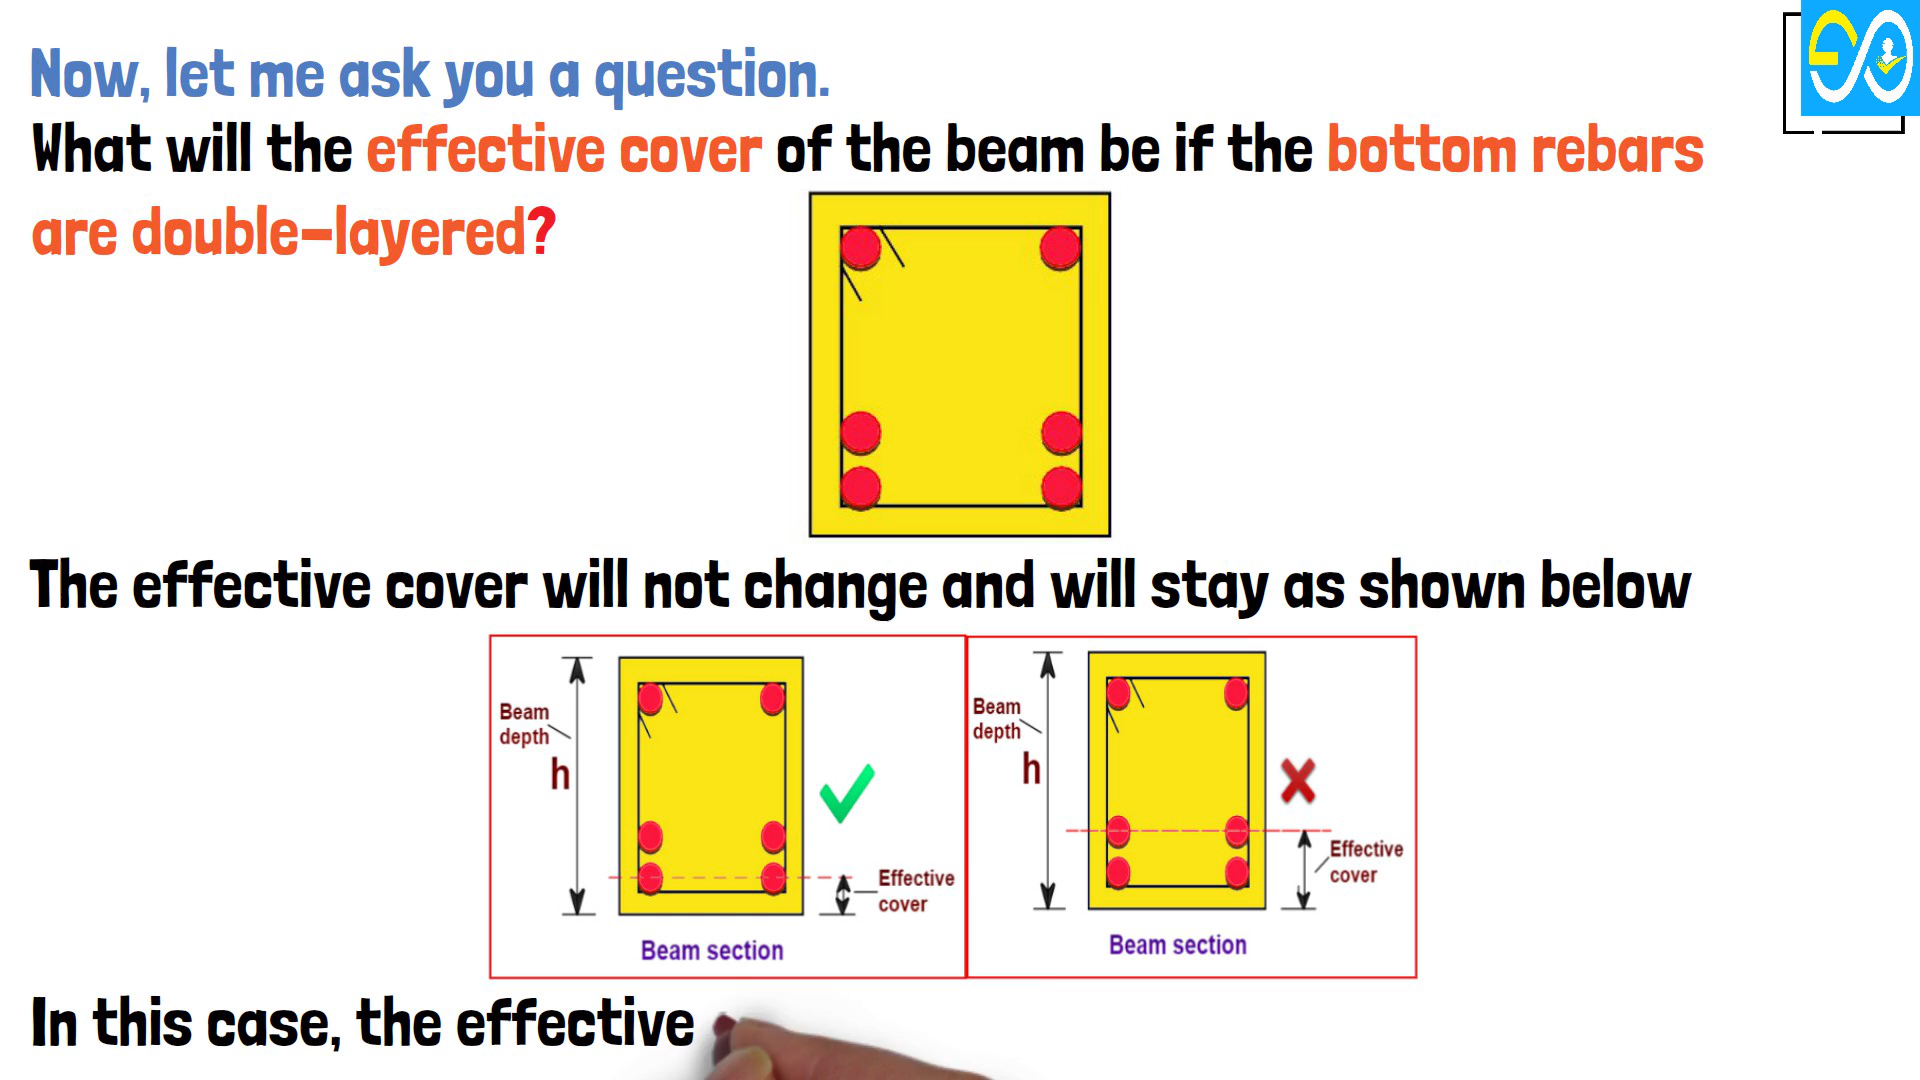 Now, let me ask you a question.
What will the effective cover of the beam be if the bottom rebars
are double-layered?
The effective cover will not change and will stay as shown below
Beam
depth
h
Effective
cover
Beam section
Beam
depth
h
Effective
cover
Beam section
In this case, the effective